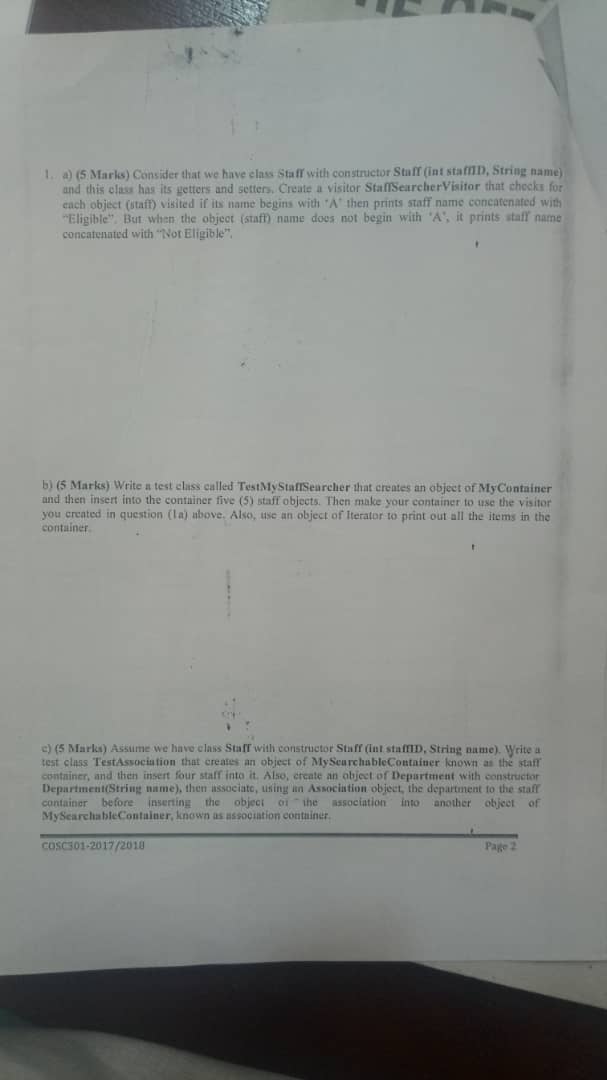 1. a) (5 Marks) Consider that we have class Staff with constructor Staff (int staffID, String name)
and this class has its getters and setters. Create a visitor StaffSearcherVisitor that checks for
each object (staff) visited if its name begins with 'A' then prints staff name concatenated with
"Eligible". But when the object (staff) name does not begin with 'A', it prints staff name
concatenated with "Not Eligible".
b) (5 Marks) Write a test class called TestMyStaffSearcher that creates an object of MyContainer
and then insert into the container five (5) staff objects. Then make your container to use the visitor
you created in question (1a) above. Also, use an object of Iterator to print out all the items in the
container.
c) (5 Marks) Assume we have class Staff with constructor Staff (int staffID, String name). Write a
test class TestAssociation that creates an object of MySearchableContainer known as the staff
container, and then insert four staff into it. Also, create an object of Department with constructor
Department(String name), then associate, using an Association object, the department to the staff
container before inserting the object of the association into another object of
MySearchableContainer, known as association container.
COSC301-2017/2018 Page 2